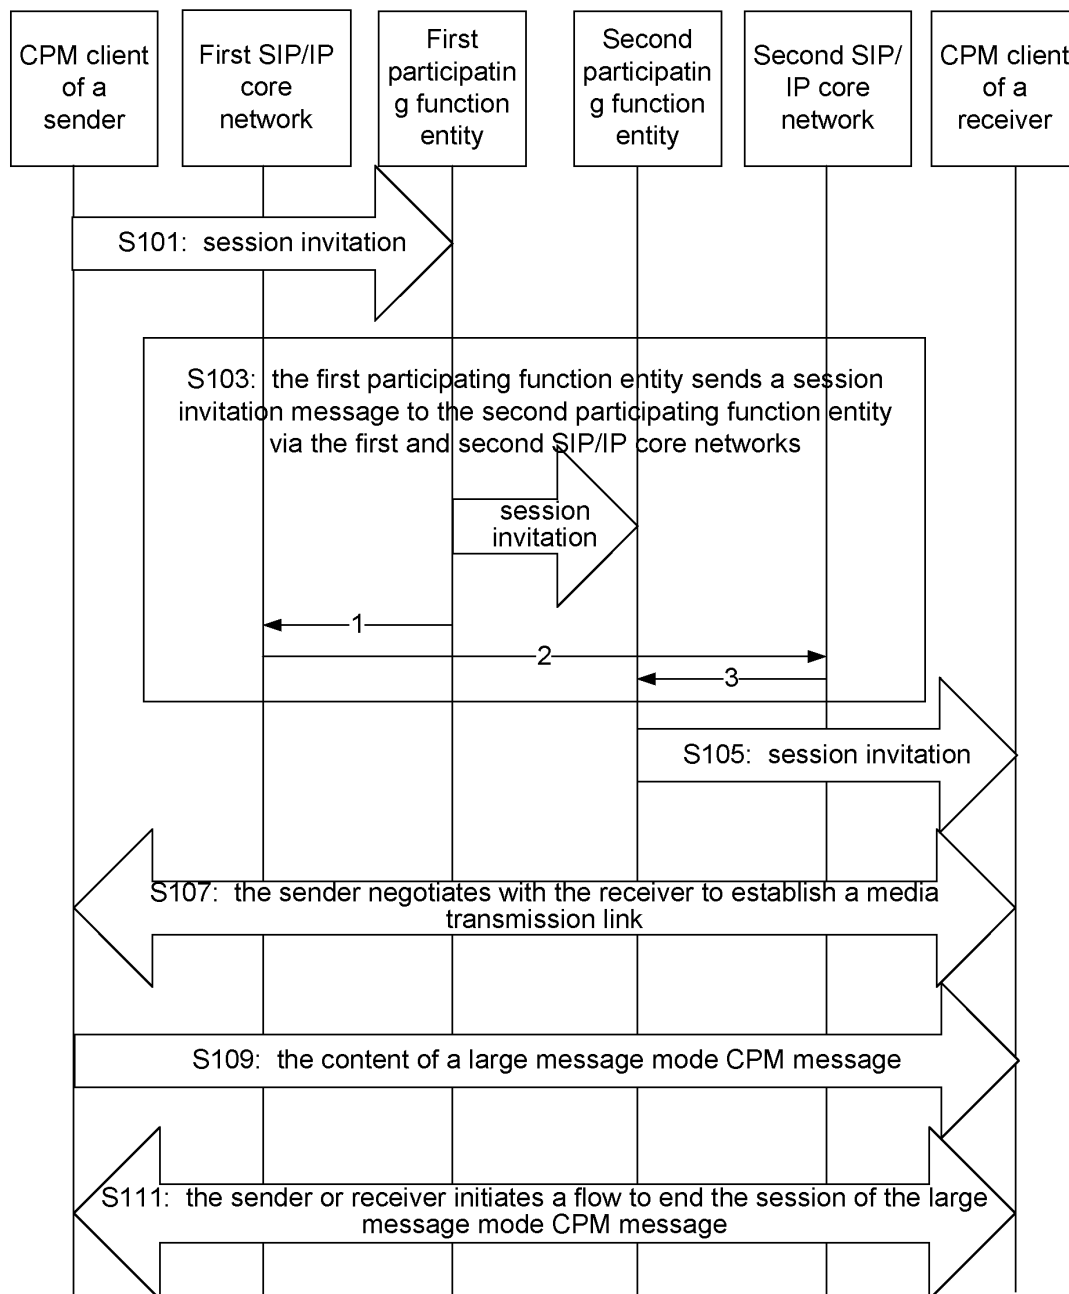 CPM client
of a
sender
First SIP/IP
core
network
First
participatin
g function
entity
Second
participatin
g function
entity
Second SIP/
IP core
network
CPM client
of a
receiver
S101: session invitation
S103: the first participating function entity sends a session
invitation message to the second participating function entity
via the first and second SIP/IP core networks
session
invitation
1
2
3
S105: session invitation
S107: the sender negotiates with the receiver to establish a media
transmission link
S109: the content of a large message mode CPM message
S111: the sender or receiver initiates a flow to end the session of the large
message mode CPM message